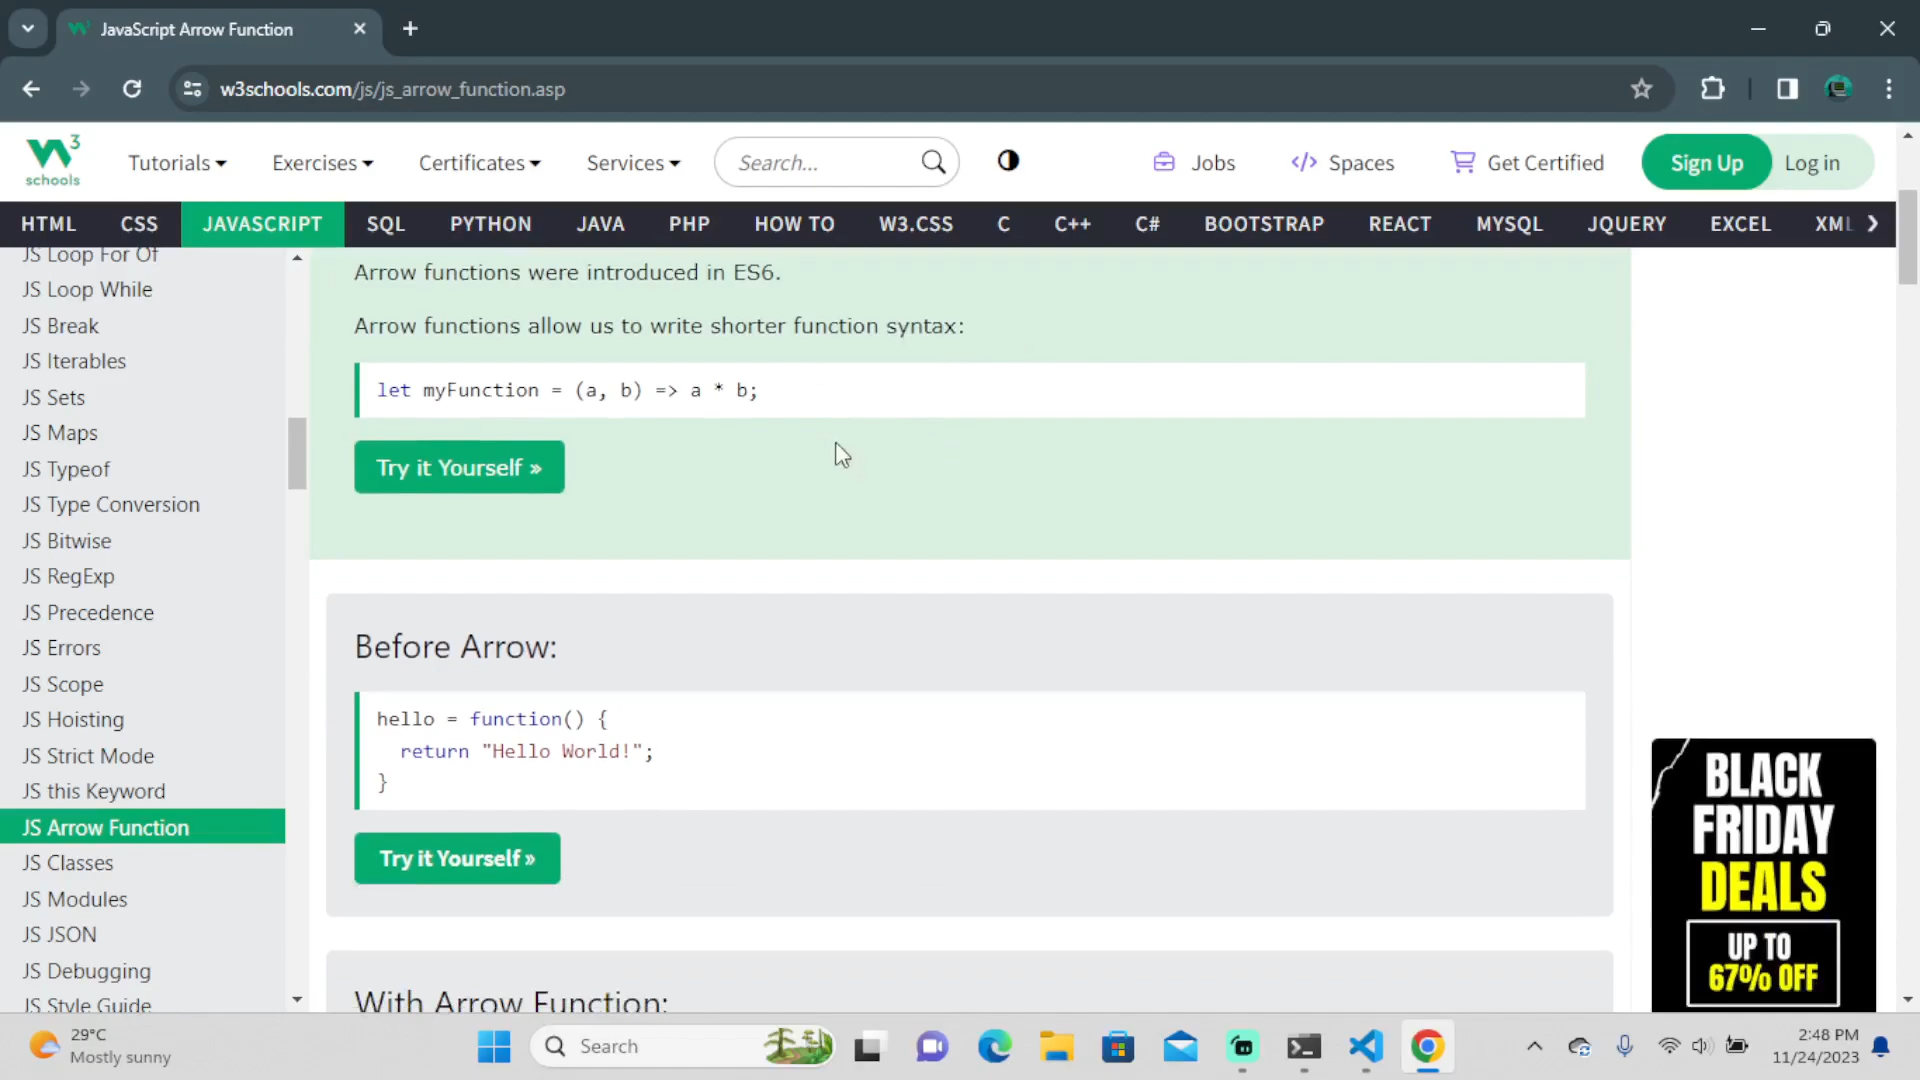 JavaScript Arrow Function
w3schools.com/js/js_arrow_function.asp
W3 schools
Tutorials
Exercises
Certificates
Services
Search...
Jobs
Spaces
Get Certified
Sign Up
Log in
HTML
CSS
JAVASCRIPT
SQL
PYTHON
JAVA
PHP
HOW TO
W3.CSS
C
C++
C#
BOOTSTRAP
REACT
MYSQL
JQUERY
EXCEL
XML
JS Loop For Of
JS Loop While
JS Break
JS Iterables
JS Sets
JS Maps
JS Typeof
JS Type Conversion
JS Bitwise
JS RegExp
JS Precedence
JS Errors
JS Scope
JS Hoisting
JS Strict Mode
JS this Keyword
JS Arrow Function
JS Classes
JS Modules
JS JSON
JS Debugging
JS Style Guide
Arrow functions were introduced in ES6.
Arrow functions allow us to write shorter function syntax:
let myFunction = (a, b) => a * b;
Try it Yourself »
Before Arrow:
hello = function() {
return "Hello World!";
}
Try it Yourself »
With Arrow Function:
BLACK
FRIDAY
DEALS
UP TO
67% OFF
29°C
Mostly sunny
Search
2:48 PM
11/24/2023